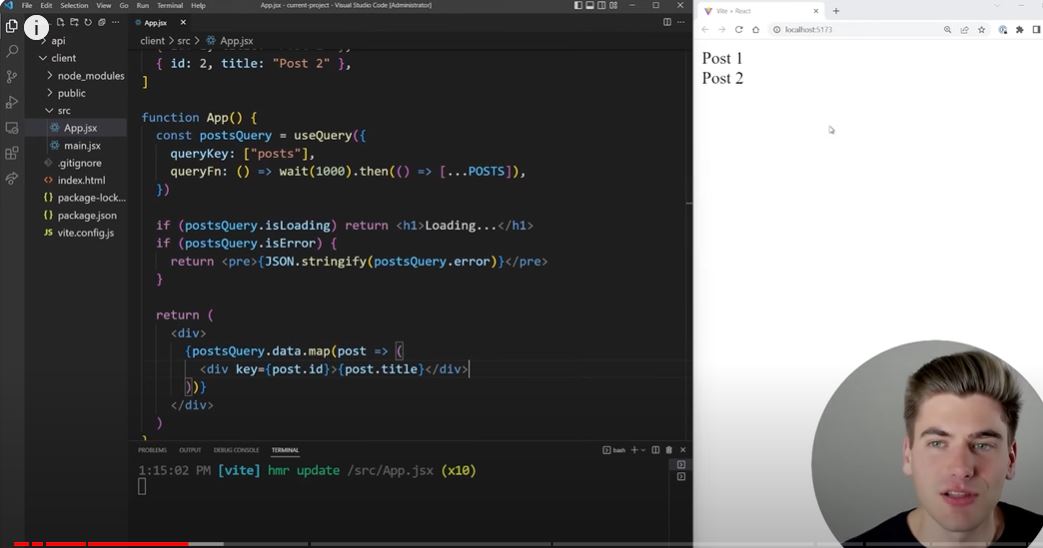 File Edit Selection View Go Run Terminal Help
App.jsx - current-project - Visual Studio Code [Administrator]
api
client
node_modules
public
src
App.jsx
main.jsx
.gitignore
index.html
package-lock...
package.json
vite.config.js
App.jsx
client > src > App.jsx
{ id: 2, title: "Post 2" },
]
function App() {
const postsQuery = useQuery({
queryKey: ["posts"],
queryFn: () => wait(1000).then(() => [...POSTS]),
})
if (postsQuery.isLoading) return <h1>Loading...</h1>
if (postsQuery.isError) {
return <pre>{JSON.stringify(postsQuery.error)}</pre>
}
return (
<div>
{postsQuery.data.map(post => (
<div key={post.id}>{post.title}</div>
))}
</div>
)
PROBLEMS OUTPUT DEBUG CONSOLE TERMINAL
bash
1:15:02 PM [vite] hmr update /src/App.jsx (x10)
Vite + React
localhost:5173
Post 1
Post 2